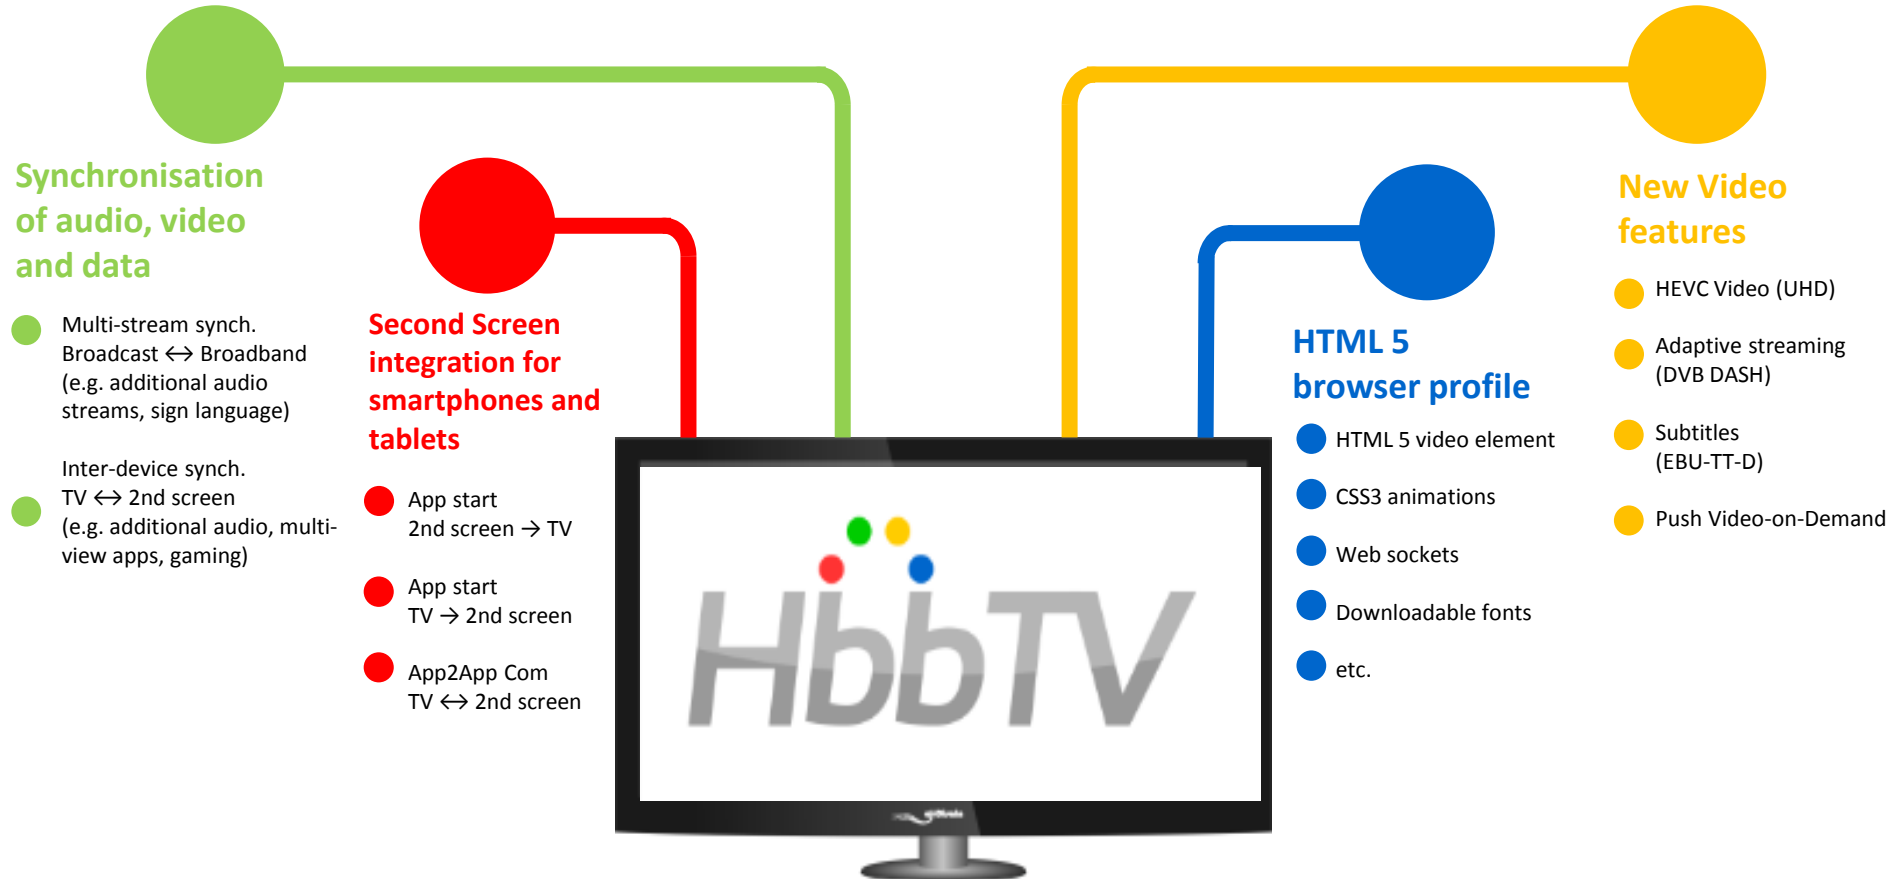 Synchronisation
of audio, video
and data
Multi-stream synch.
Broadcast ↔ Broadband
(e.g. additional audio
streams, sign language)
Inter-device synch.
TV ↔ 2nd screen
(e.g. additional audio, multi-
view apps, gaming)
Second Screen
integration for
smartphones and
tablets
App start
2nd screen → TV
App start
TV → 2nd screen
App2App Com
TV ↔ 2nd screen
HbbTV
HTML 5
browser profile
HTML 5 video element
CSS3 animations
Web sockets
Downloadable fonts
etc.
New Video
features
HEVC Video (UHD)
Adaptive streaming
(DVB DASH)
Subtitles
(EBU-TT-D)
Push Video-on-Demand